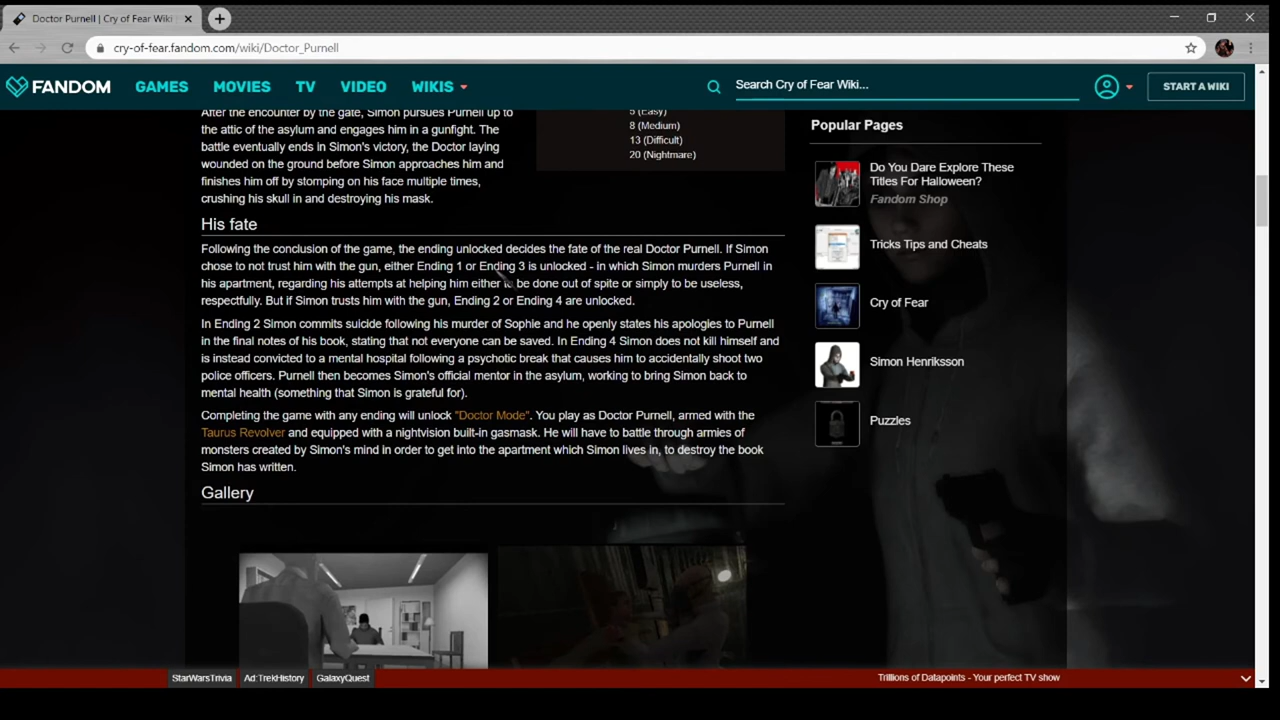 Doctor Purnell | Cry of Fear Wiki
cry-of-fear.fandom.com/wiki/Doctor_Purnell
FANDOM
GAMES
MOVIES
TV
VIDEO
WIKIS
Search Cry of Fear Wiki...
START A WIKI
After the encounter by the gate, Simon pursues Purnell up to
the attic of the asylum and engages him in a gunfight. The
battle eventually ends in Simon's victory, the Doctor laying
wounded on the ground before Simon approaches him and
finishes him off by stomping on his face multiple times,
crushing his skull in and destroying his mask.
5 (Easy)
8 (Medium)
13 (Difficult)
20 (Nightmare)
His fate
Following the conclusion of the game, the ending unlocked decides the fate of the real Doctor Purnell. If Simon
chose to not trust him with the gun, either Ending 1 or Ending 3 is unlocked - in which Simon murders Purnell in
his apartment, regarding his attempts at helping him either to be done out of spite or simply to be useless,
respectfully. But if Simon trusts him with the gun, Ending 2 or Ending 4 are unlocked.
In Ending 2 Simon commits suicide following his murder of Sophie and he openly states his apologies to Purnell
in the final notes of his book, stating that not everyone can be saved. In Ending 4 Simon does not kill himself and
is instead convicted to a mental hospital following a psychotic break that causes him to accidentally shoot two
police officers. Purnell then becomes Simon's official mentor in the asylum, working to bring Simon back to
mental health (something that Simon is grateful for).
Completing the game with any ending will unlock "Doctor Mode". You play as Doctor Purnell, armed with the
Taurus Revolver and equipped with a nightvision built-in gasmask. He will have to battle through armies of
monsters created by Simon's mind in order to get into the apartment which Simon lives in, to destroy the book
Simon has written.
Gallery
Popular Pages
Do You Dare Explore These
Titles For Halloween?
Fandom Shop
Tricks Tips and Cheats
Cry of Fear
Simon Henriksson
Puzzles
StarWarsTrivia
Ad:TrekHistory
GalaxyQuest
Trillions of Datapoints - Your perfect TV show